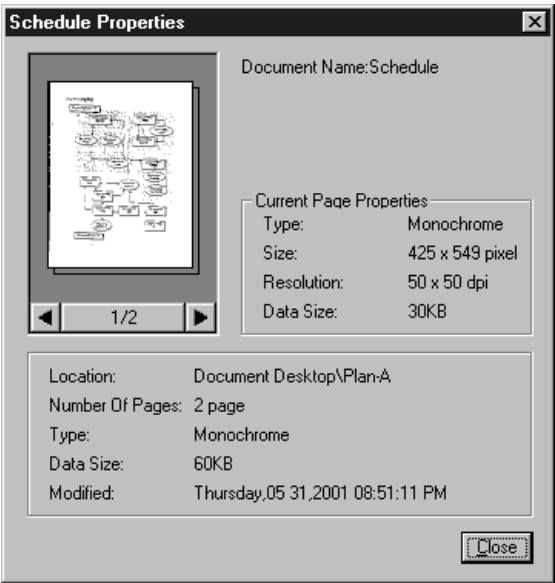 Schedule Properties
Document Name:Schedule
Current Page Properties
Type: Monochrome
Size: 425 x 549 pixel
Resolution: 50 x 50 dpi
Data Size: 30KB
1/2
Location: Document Desktop\Plan-A
Number Of Pages: 2 page
Type: Monochrome
Data Size: 60KB
Modified: Thursday,05 31,2001 08:51:11 PM
Close